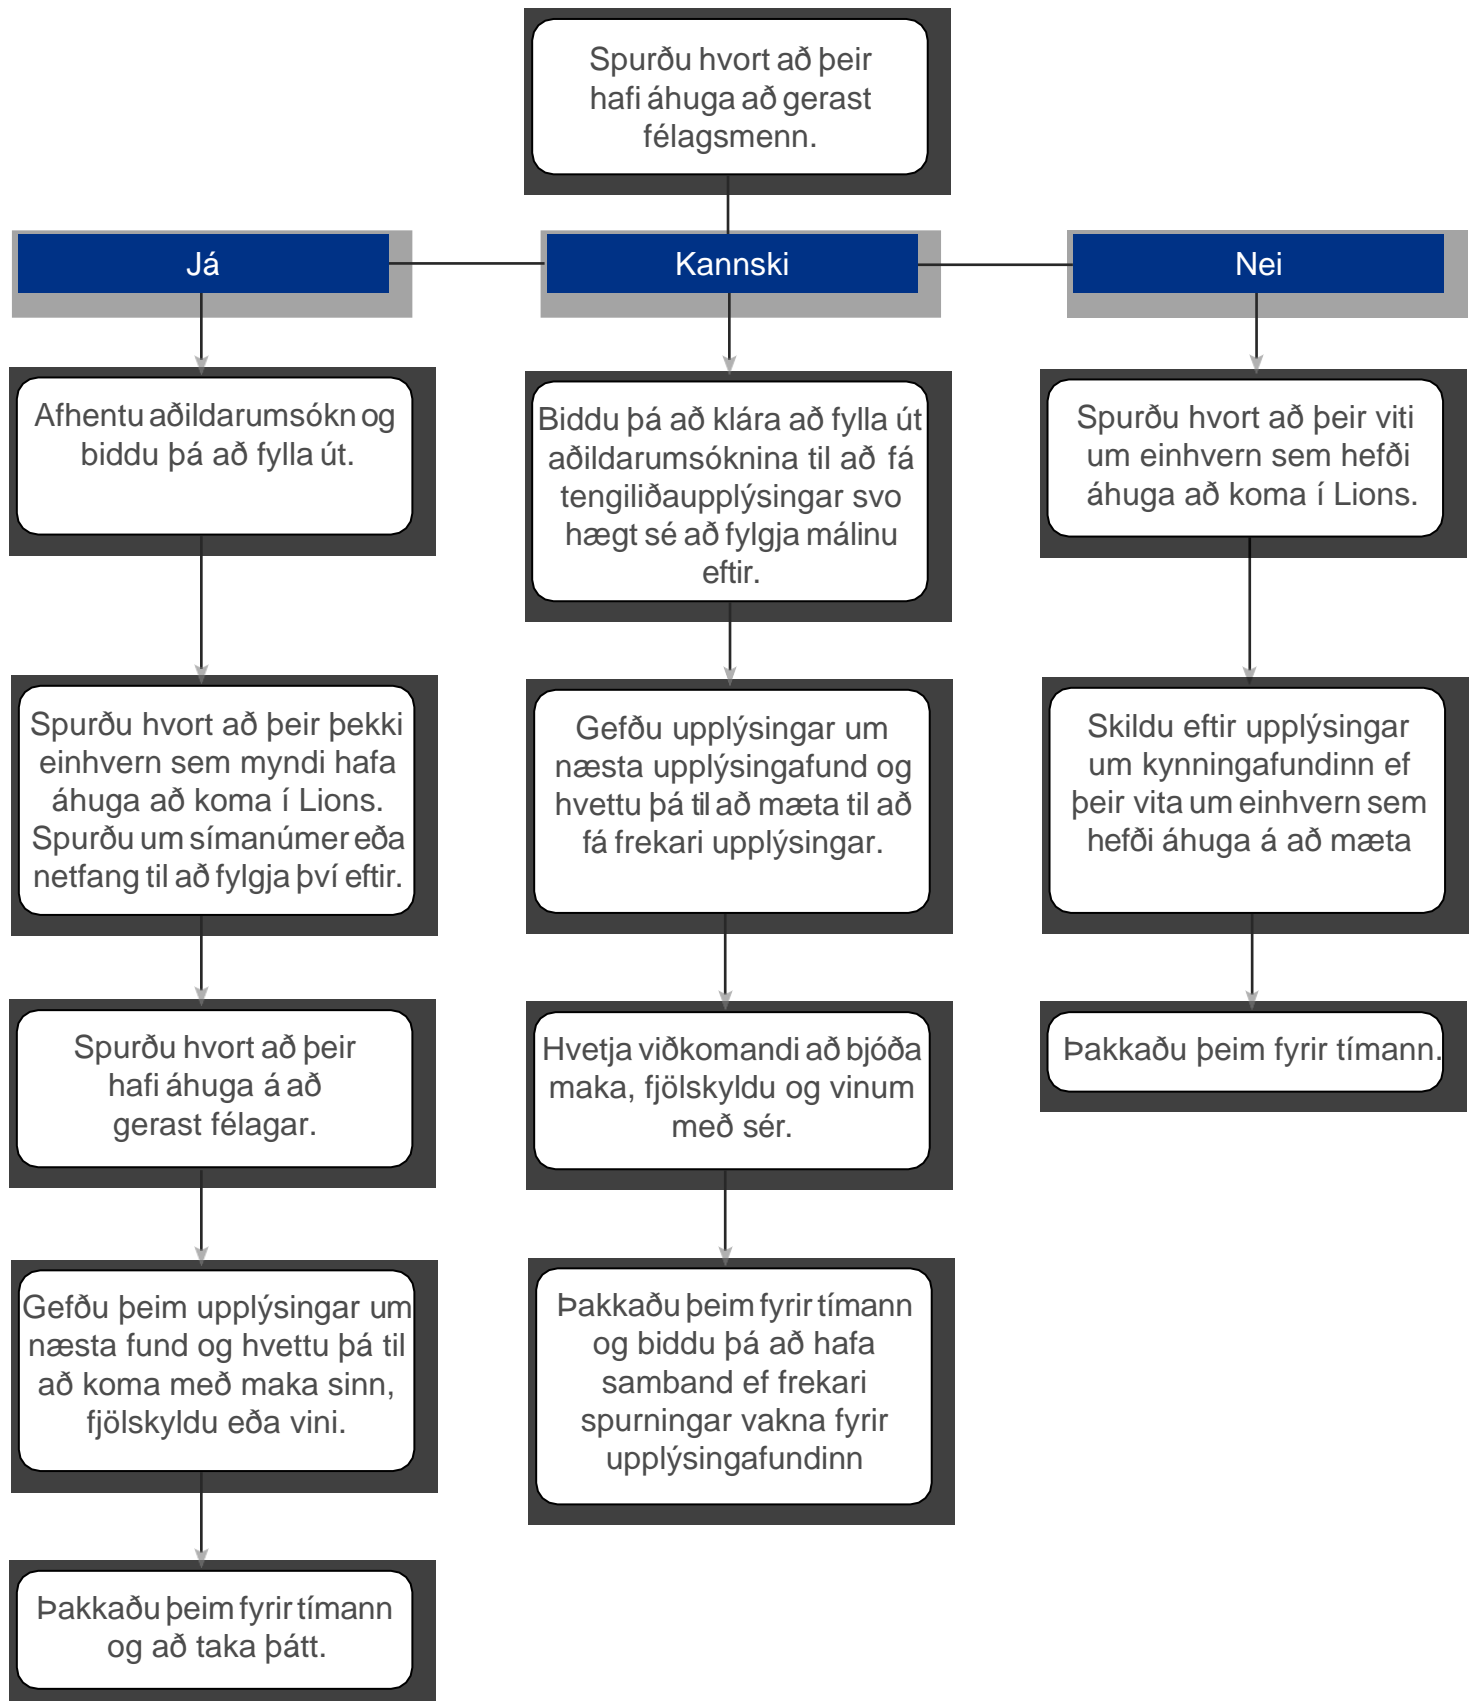 Spurðu hvort að þeir
hafi áhuga að gerast
félagsmenn.
Já
Kannski
Nei
Afhentu aðildarumsókn og
biddu þá að fylla út.
Spurðu hvort að þeir þekki
einhvern sem myndi hafa
áhuga að koma í Lions.
Spurðu um símanúmer eða
netfang til að fylgja því eftir.
Spurðu hvort að þeir
hafi áhuga á að
gerast félagar.
Gefðu þeim upplýsingar um
næsta fund og hvettu þá til
að koma með maka sinn,
fjölskyldu eða vini.
Þakkaðu þeim fyrir tímann
og að taka þátt.
Biddu þá að klára að fylla út
aðildarumsóknina til að fá
tengiliðaupplýsingar svo
hægt sé að fylgja málinu
eftir.
Gefðu upplýsingar um
næsta upplýsingafund og
hvettu þá til að mæta til að
fá frekari upplýsingar.
Hvetja viðkomandi að bjóða
maka, fjölskyldu og vinum
með sér.
Þakkaðu þeim fyrir tímann
og biddu þá að hafa
samband ef frekari
spurningar vakna fyrir
upplýsingafundinn
Spurðu hvort að þeir viti
um einhvern sem hefði
áhuga að koma í Lions.
Skildu eftir upplýsingar
um kynningafundinn ef
þeir vita um einhvern sem
hefði áhuga á að mæta
Þakkaðu þeim fyrir tímann.